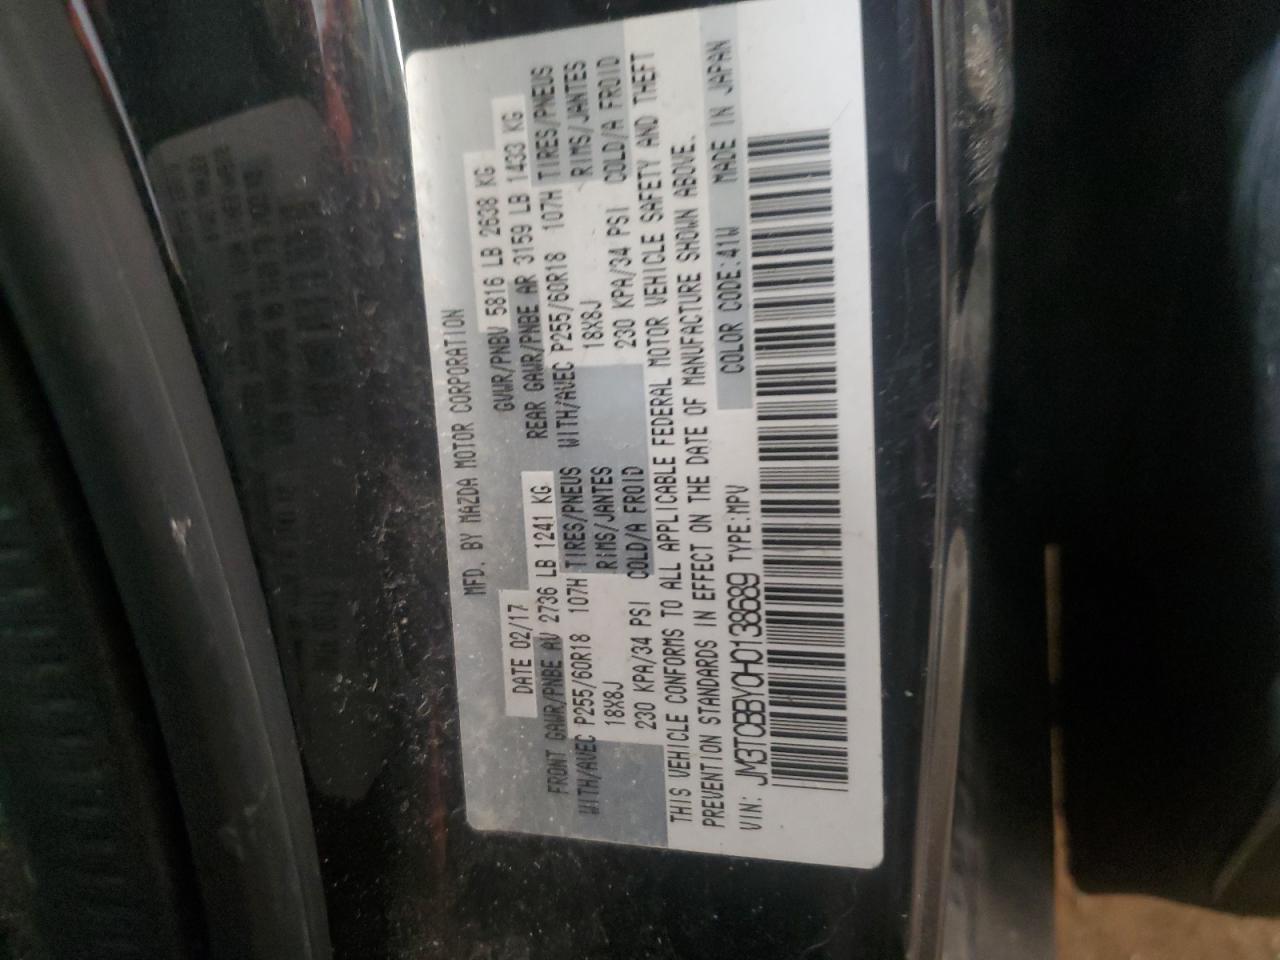 MFD. BY MAZDA MOTOR CORPORATION
DATE 02/17 GVWR/PNBV 5816 LB 2638 KG
FRONT GAWR/PNBE AV 2736 LB 1241 KG REAR GAWR/PNBE AR 3159 LB 1433 KG
WITH/AVEC P255/60R18 107H TIRES/PNEUS WITH/AVEC P255/60R18 107H TIRES/PNEUS
18X8J RIMS/JANTES 18X8J RIMS/JANTES
230 KPA/34 PSI COLD/A FROID 230 KPA/34 PSI COLD/A FROID
THIS VEHICLE CONFORMS TO ALL APPLICABLE FEDERAL MOTOR VEHICLE SAFETY AND THEFT
PREVENTION STANDARDS IN EFFECT ON THE DATE OF MANUFACTURE SHOWN ABOVE.
VIN: JM3TCBBY0H0138689 TYPE:MPV COLOR CODE:41W MADE IN JAPAN